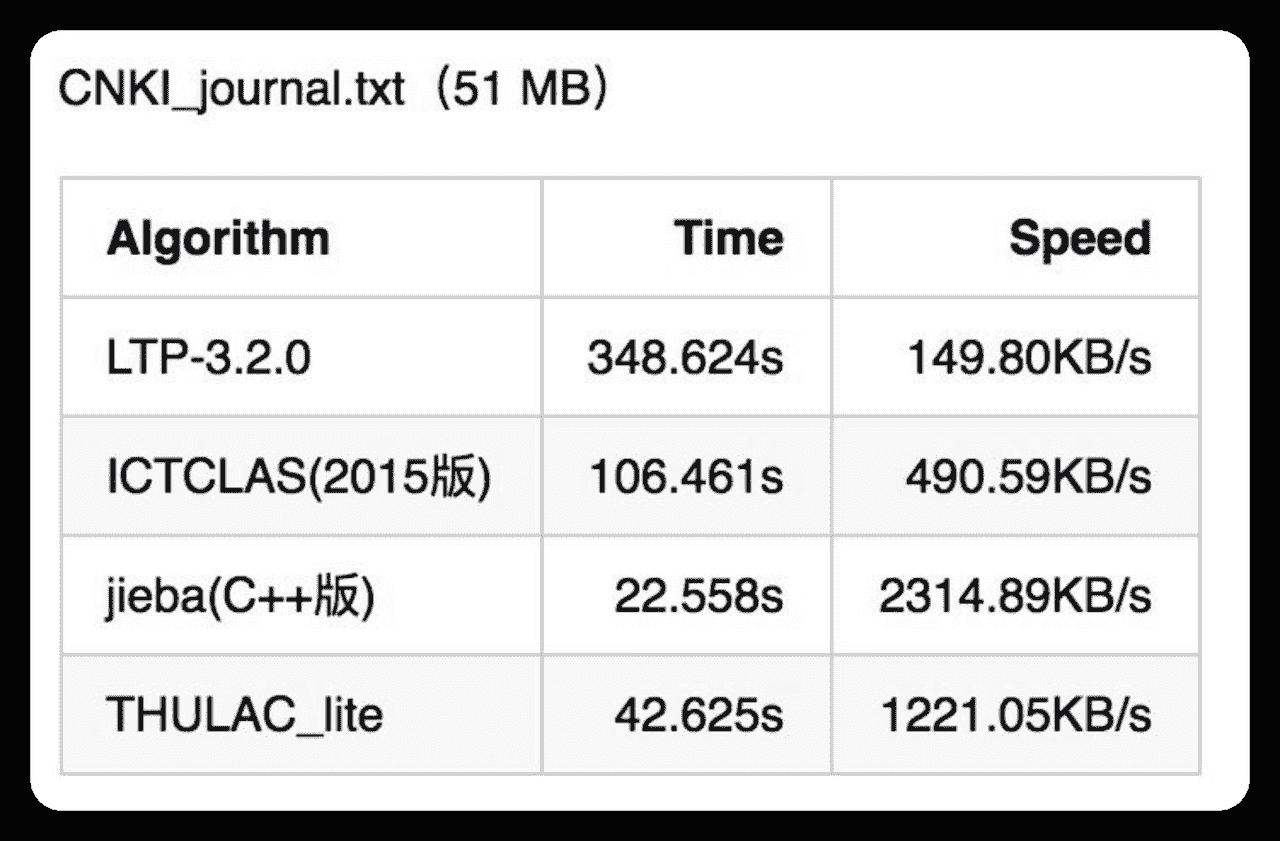 CNKI_journal.txt（51 MB）
Algorithm Time Speed
LTP-3.2.0 348.624s 149.80KB/s
ICTCLAS(2015版) 106.461s 490.59KB/s
jieba(C++版) 22.558s 2314.89KB/s
THULAC_lite 42.625s 1221.05KB/s